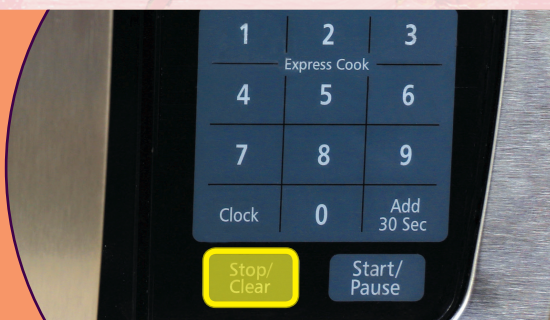 1 2 3
Express Cook
4 5 6
7 8 9
Clock 0 Add
30 Sec
Stop/ Start/
Clear Pause